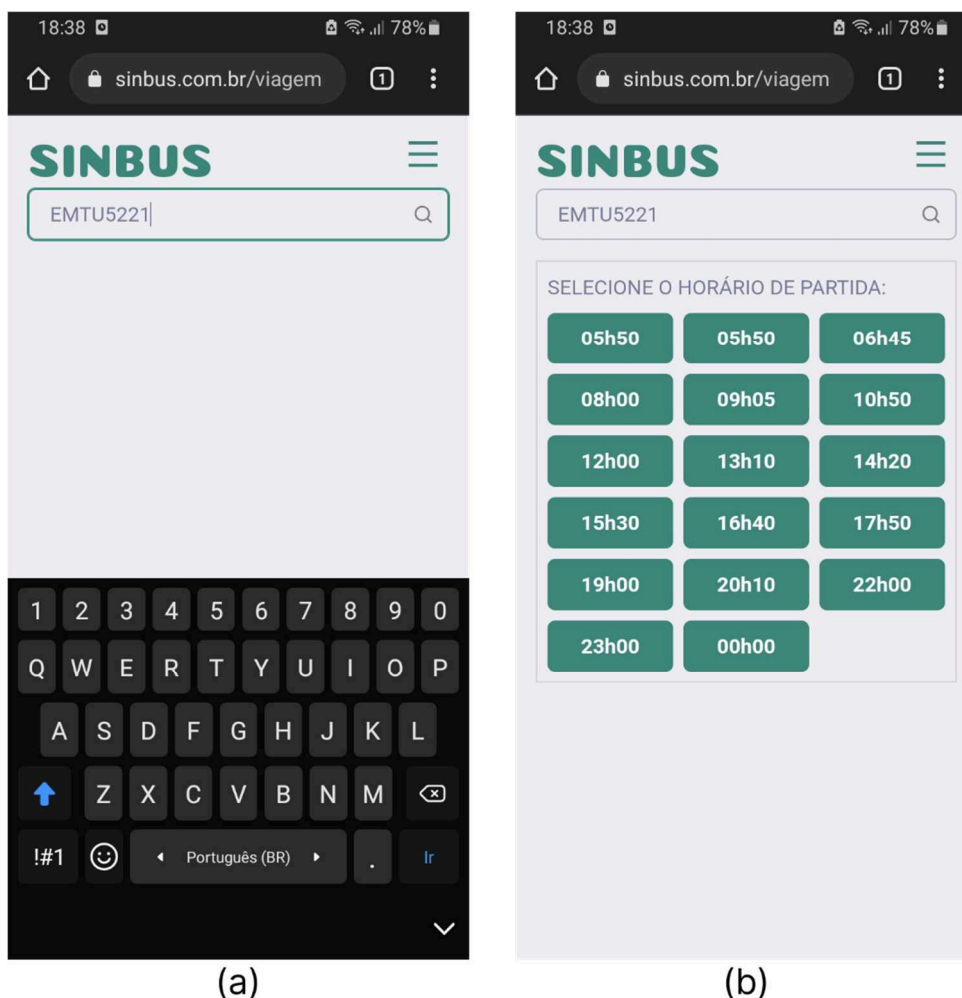 18:38 78%
sinbus.com.br/viagem 1
SINBUS
EMTU5221
1 2 3 4 5 6 7 8 9 0
Q W E R T Y U I O P
A S D F G H J K L
Z X C V B N M
!#1 Português (BR) . Ir
(a)
18:38 78%
sinbus.com.br/viagem 1
SINBUS
EMTU5221
SELECIONE O HORÁRIO DE PARTIDA:
05h50 05h50 06h45
08h00 09h05 10h50
12h00 13h10 14h20
15h30 16h40 17h50
19h00 20h10 22h00
23h00 00h00
(b)